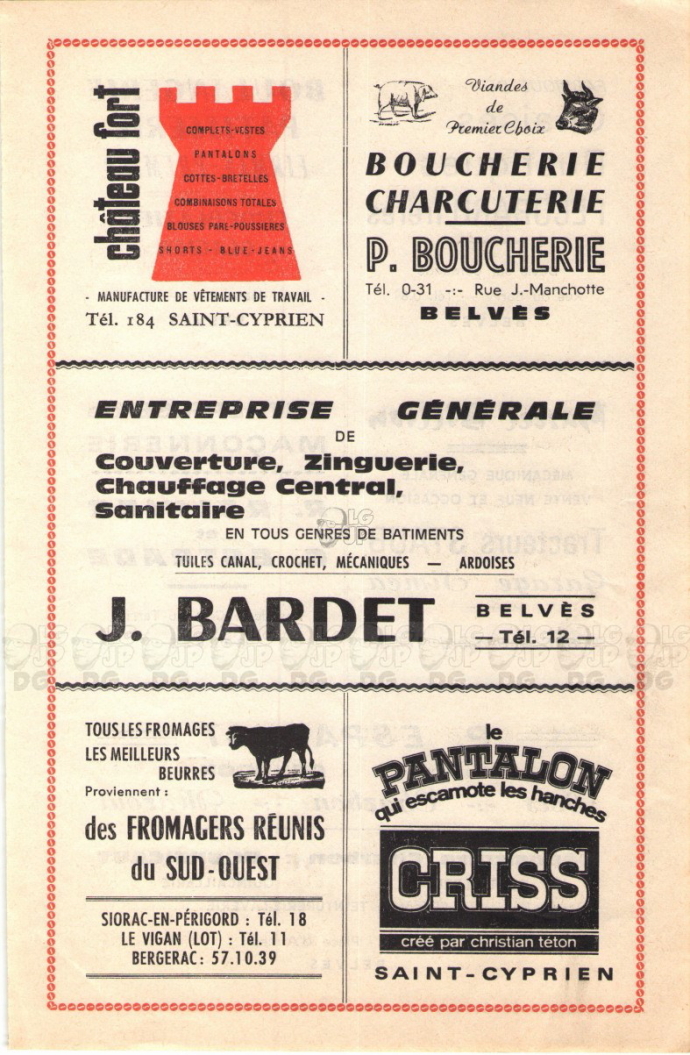 château fort
COMPLETS-VESTES
PANTALONS
COTTES-BRETELLES
COMBINAISONS TOTALES
BLOUSES PARE-POUSSIERES
SHORTS - BLUE-JEANS
- MANUFACTURE DE VÊTEMENTS DE TRAVAIL -
Tél. 184 SAINT-CYPRIEN
Viandes
de
Premier Choix
BOUCHERIE
CHARCUTERIE
P. BOUCHERIE
Tél. 0-31 -:- Rue J.-Manchotte
BELVÈS
ENTREPRISE GÉNÉRALE
DE
Couverture, Zinguerie,
Chauffage Central,
Sanitaire
EN TOUS GENRES DE BATIMENTS
TUILES CANAL, CROCHET, MÉCANIQUES — ARDOISES
J. BARDET
BELVÈS
— Tél. 12 —
TOUS LES FROMAGES
LES MEILLEURS
BEURRES
Proviennent :
des FROMAGERS RÉUNIS
du SUD-OUEST
SIORAC-EN-PÉRIGORD : Tél. 18
LE VIGAN (LOT) : Tél. 11
BERGERAC : 57.10.39
le
PANTALON
qui escamote les hanches
CRISS
créé par christian téton
SAINT-CYPRIEN